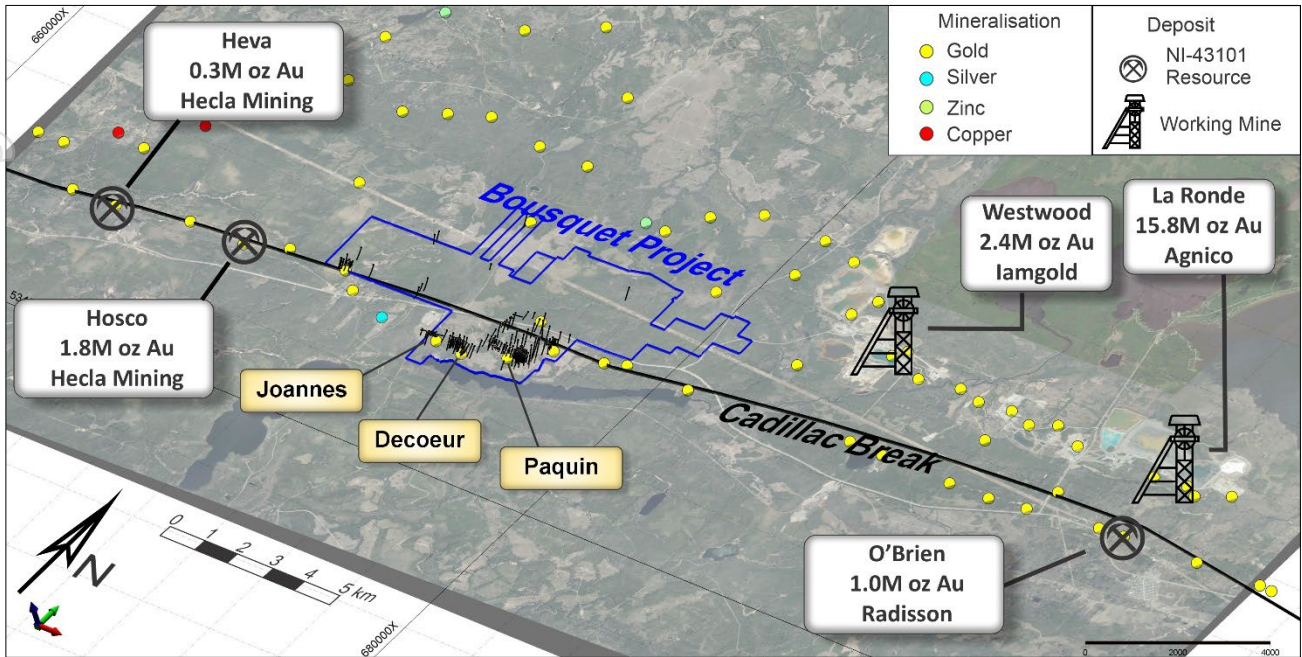 660000X
Heva
0.3M oz Au
Hecla Mining
Mineralisation
Gold
Silver
Zinc
Copper
Deposit
NI-43101
Resource
Working Mine
Bousquet Project
Westwood
2.4M oz Au
Iamgold
La Ronde
15.8M oz Au
Agnico
Hosco
1.8M oz Au
Hecla Mining
Joannes
Decoeur
Paquin
Cadillac Break
O'Brien
1.0M oz Au
Radisson
N
0 1 2 3 4 5 km
680000X
0 2000 4000